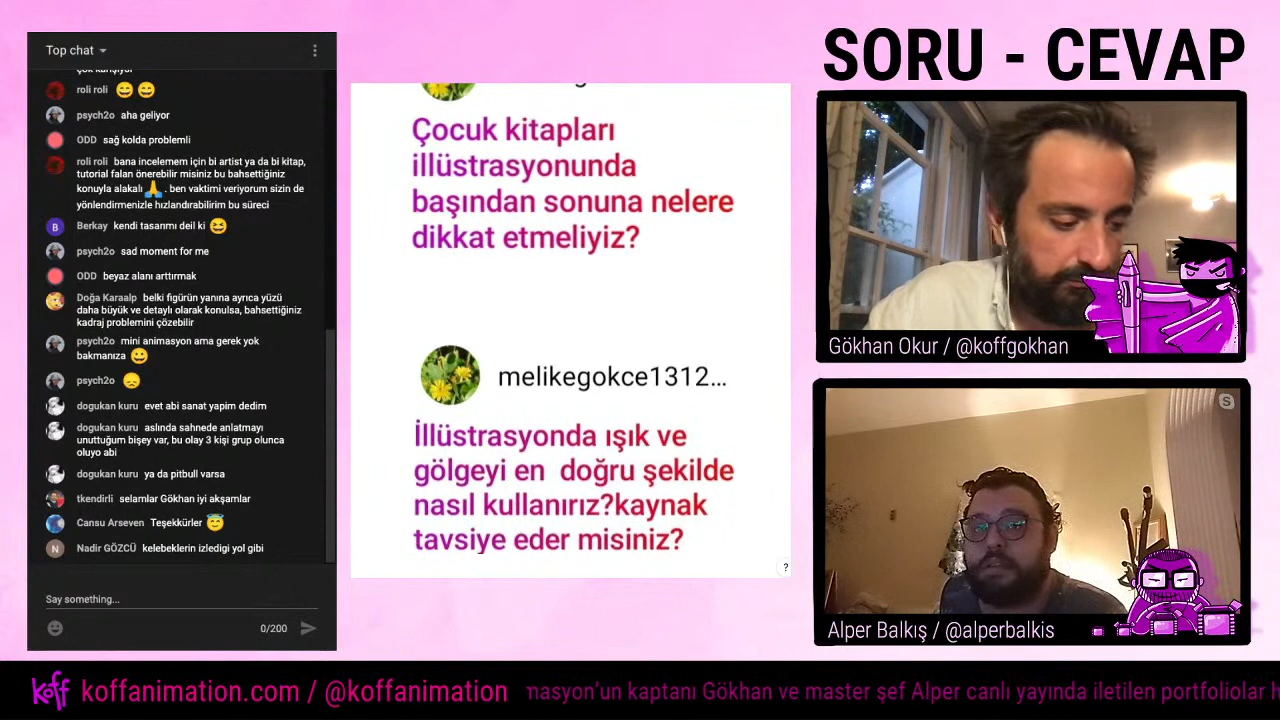 Top chat
roli roli
psych2o aha geliyor
ODD sağ kolda problemli
roli roli bana incelemem için bi artist ya da bi kitap,
tutorial falan önerebilir misiniz bu bahsettiğiniz
konuyla alakalı . ben vaktimi veriyorum sizin de
yönlendirmenizle hızlandırabilirim bu süreci
B Berkay kendi tasarımı deil ki
psych2o sad moment for me
ODD beyaz alanı arttırmak
Doğa Karaalp belki figürün yanına ayrıca yüzü
daha büyük ve detaylı olarak konulsa, bahsettiğiniz
kadraj problemini çözebilir
psych2o mini animasyon ama gerek yok
bakmanıza
psych2o
dogukan kuru evet abi sanat yapim dedim
dogukan kuru aslında sahnede anlatmayı
unuttuğum bişey var, bu olay 3 kişi grup olunca
oluyo abi
dogukan kuru ya da pitbull varsa
tkendirli selamlar Gökhan iyi akşamlar
Cansu Arseven Teşekkürler
N Nadir GÖZCÜ kelebeklerin izledigi yol gibi
Say something...
0/200
Çocuk kitapları
illüstrasyonunda
başından sonuna nelere
dikkat etmeliyiz?
melikegokce1312...
İllüstrasyonda ışık ve
gölgeyi en doğru şekilde
nasıl kullanırız?kaynak
tavsiye eder misiniz?
?
SORU - CEVAP
Gökhan Okur / @koffgokhan
S
Alper Balkış / @alperbalkis
koff koffanimation.com / @koffanimation
masyon'un kaptanı Gökhan ve master şef Alper canlı yayında iletilen portfoliolar h